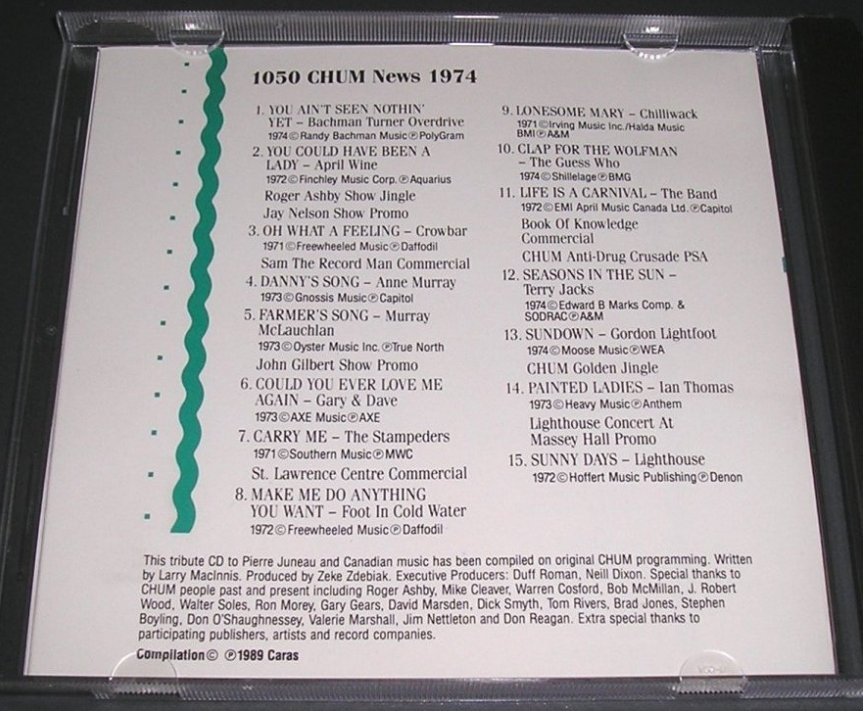 1050 CHUM News 1974
1. YOU AIN'T SEEN NOTHIN'
YET – Bachman Turner Overdrive
1974 © Randy Bachman Music ℗ PolyGram
2. YOU COULD HAVE BEEN A
LADY – April Wine
1972 © Finchley Music Corp. ℗ Aquarius
Roger Ashby Show Jingle
Jay Nelson Show Promo
3. OH WHAT A FEELING – Crowbar
1971 © Freewheeled Music ℗ Daffodil
Sam The Record Man Commercial
4. DANNY'S SONG – Anne Murray
1973 © Gnossis Music ℗ Capitol
5. FARMER'S SONG – Murray
McLauchlan
1973 © Oyster Music Inc. ℗ True North
John Gilbert Show Promo
6. COULD YOU EVER LOVE ME
AGAIN – Gary & Dave
1973 © AXE Music ℗ AXE
7. CARRY ME – The Stampeders
1971 © Southern Music ℗ MWC
St. Lawrence Centre Commercial
8. MAKE ME DO ANYTHING
YOU WANT – Foot In Cold Water
1972 © Freewheeled Music ℗ Daffodil
9. LONESOME MARY – Chilliwack
1971 © Irving Music Inc./Haida Music
BMI ℗ A&M
10. CLAP FOR THE WOLFMAN
– The Guess Who
1974 © Shillelage ℗ BMG
11. LIFE IS A CARNIVAL – The Band
1972 © EMI April Music Canada Ltd. ℗ Capitol
Book Of Knowledge
Commercial
CHUM Anti-Drug Crusade PSA
12. SEASONS IN THE SUN –
Terry Jacks
1974 © Edward B Marks Comp. &
SODRAC ℗ A&M
13. SUNDOWN – Gordon Lightfoot
1974 © Moose Music ℗ WEA
CHUM Golden Jingle
14. PAINTED LADIES – Ian Thomas
1973 © Heavy Music ℗ Anthem
Lighthouse Concert At
Massey Hall Promo
15. SUNNY DAYS – Lighthouse
1972 © Hoffert Music Publishing ℗ Denon
This tribute CD to Pierre Juneau and Canadian music has been compiled on original CHUM programming. Written
by Larry MacInnis. Produced by Zeke Zdebiak. Executive Producers: Duff Roman, Neill Dixon. Special thanks to
CHUM people past and present including Roger Ashby, Mike Cleaver, Warren Cosford, Bob McMillan, J. Robert
Wood, Walter Soles, Ron Morey, Gary Gears, David Marsden, Dick Smyth, Tom Rivers, Brad Jones, Stephen
Boyling, Don O'Shaughnessey, Valerie Marshall, Jim Nettleton and Don Reagan. Extra special thanks to
participating publishers, artists and record companies.
Compilation © ℗ 1989 Caras